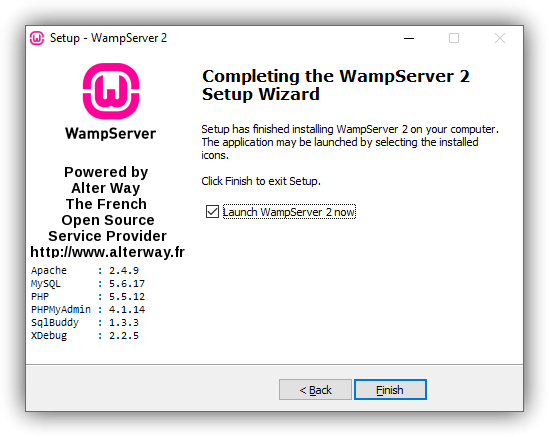 Setup - WampServer 2
WampServer
Powered by
Alter Way
The French
Open Source
Service Provider
http://www.alterway.fr
Apache : 2.4.9
MySQL : 5.6.17
PHP : 5.5.12
PHPMyAdmin : 4.1.14
SqlBuddy : 1.3.3
XDebug : 2.2.5
Completing the WampServer 2
Setup Wizard
Setup has finished installing WampServer 2 on your computer.
The application may be launched by selecting the installed
icons.
Click Finish to exit Setup.
Launch WampServer 2 now
< Back
Finish